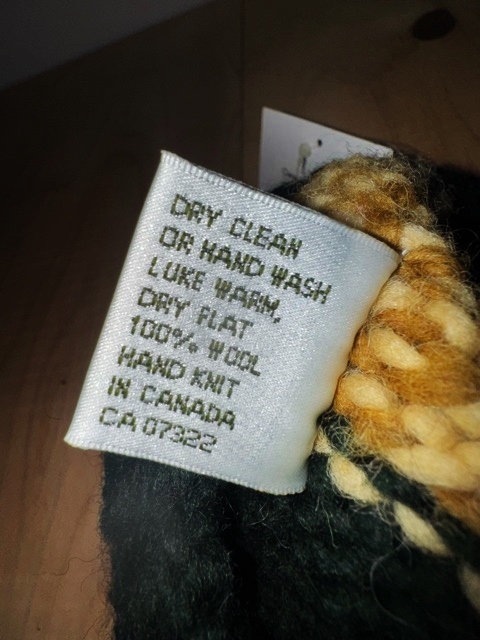 DRY CLEAN
OR HAND WASH
LUKE WARM,
DRY FLAT
100% WOOL
HAND KNIT
IN CANADA
CA 07322